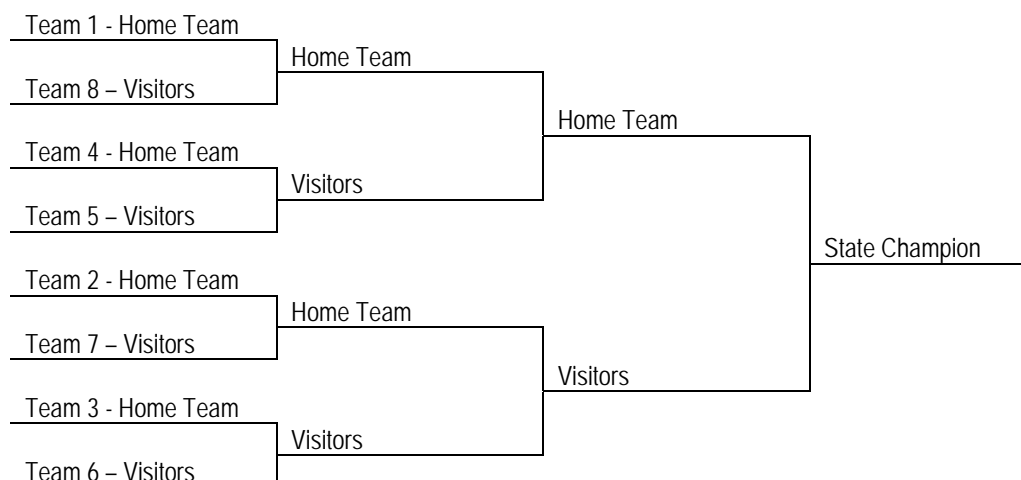 Team 1 - Home Team
Home Team
Team 8 – Visitors
Home Team
Team 4 - Home Team
Visitors
Team 5 – Visitors
State Champion
Team 2 - Home Team
Home Team
Team 7 – Visitors
Visitors
Team 3 - Home Team
Visitors
Team 6 – Visitors